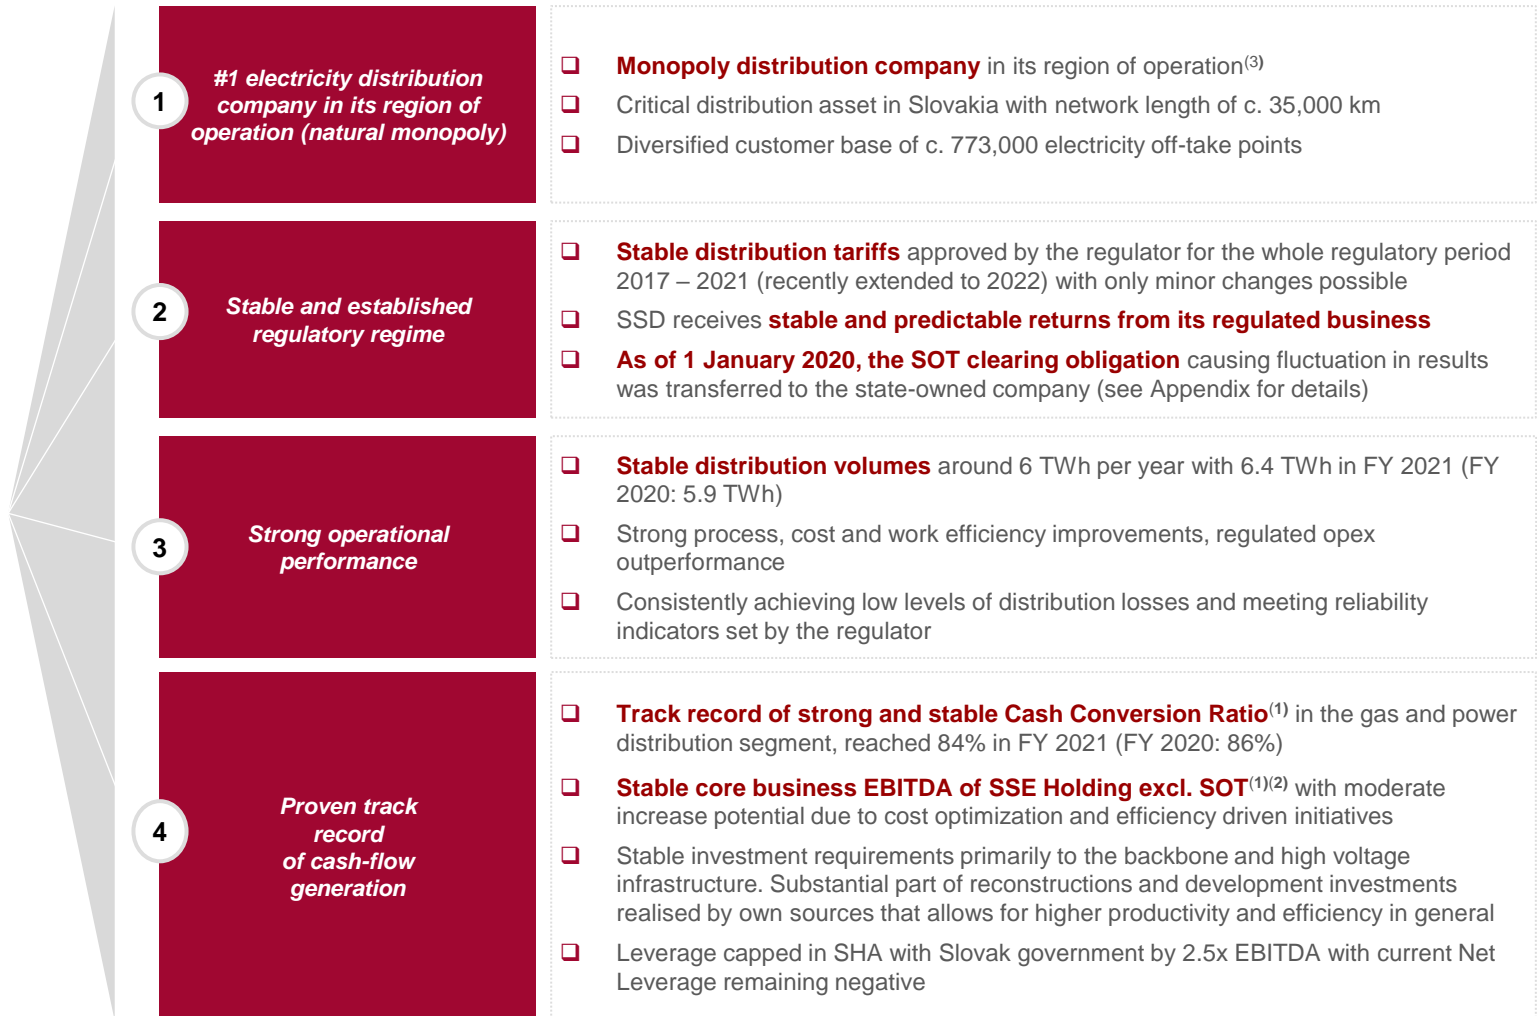 1
#1 electricity distribution
company in its region of
operation (natural monopoly)
❑ Monopoly distribution company in its region of operation(3)
❑ Critical distribution asset in Slovakia with network length of c. 35,000 km
❑ Diversified customer base of c. 773,000 electricity off-take points
2
Stable and established
regulatory regime
❑ Stable distribution tariffs approved by the regulator for the whole regulatory period
2017 – 2021 (recently extended to 2022) with only minor changes possible
❑ SSD receives stable and predictable returns from its regulated business
❑ As of 1 January 2020, the SOT clearing obligation causing fluctuation in results
was transferred to the state-owned company (see Appendix for details)
3
Strong operational
performance
❑ Stable distribution volumes around 6 TWh per year with 6.4 TWh in FY 2021 (FY
2020: 5.9 TWh)
❑ Strong process, cost and work efficiency improvements, regulated opex
outperformance
❑ Consistently achieving low levels of distribution losses and meeting reliability
indicators set by the regulator
4
Proven track
record
of cash-flow
generation
❑ Track record of strong and stable Cash Conversion Ratio(1) in the gas and power
distribution segment, reached 84% in FY 2021 (FY 2020: 86%)
❑ Stable core business EBITDA of SSE Holding excl. SOT(1)(2) with moderate
increase potential due to cost optimization and efficiency driven initiatives
❑ Stable investment requirements primarily to the backbone and high voltage
infrastructure. Substantial part of reconstructions and development investments
realised by own sources that allows for higher productivity and efficiency in general
❑ Leverage capped in SHA with Slovak government by 2.5x EBITDA with current Net
Leverage remaining negative